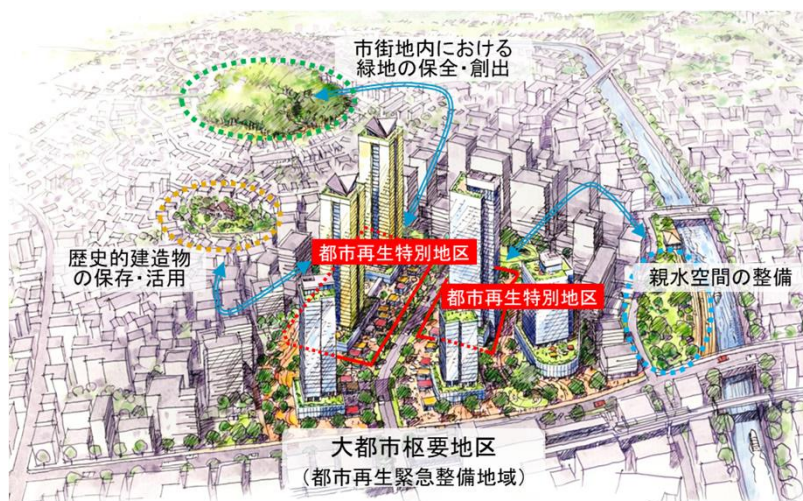 市街地内における
緑地の保全・創出
歴史的建造物
の保存・活用
都市再生特別地区
都市再生特別地区
親水空間の整備
大都市枢要地区
（都市再生緊急整備地域）